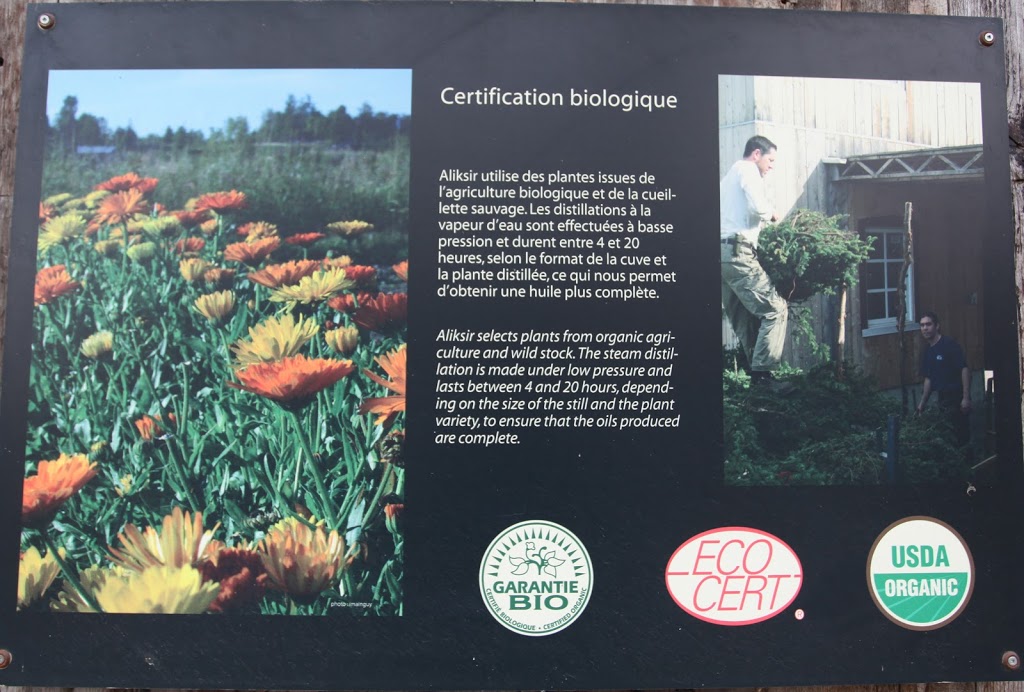 Certification biologique
Aliksir utilise des plantes issues de
l'agriculture biologique et de la cueil-
lette sauvage. Les distillations à la
vapeur d'eau sont effectuées à basse
pression et durent entre 4 et 20
heures, selon le format de la cuve et
la plante distillée, ce qui nous permet
d'obtenir une huile plus complète.
Aliksir selects plants from organic agri-
culture and wild stock. The steam distil-
lation is made under low pressure and
lasts between 4 and 20 hours, depend-
ing on the size of the still and the plant
variety, to ensure that the oils produced
are complete.
GARANTIE
BIO
CERTIFIÉ BIOLOGIQUE • CERTIFIED ORGANIC
ECO
CERT
®
USDA
ORGANIC